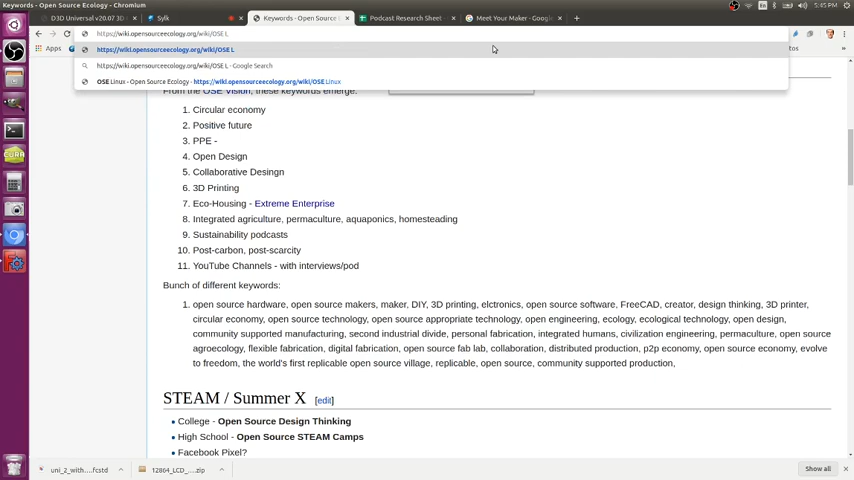 Keywords - Open Source Ecology - Chromium
5:45 PM
D3D Universal v20.07 3D
Sylk
Keywords - Open Source
Podcast Research Sheet -
Meet Your Maker - Googl
https://wiki.opensourceecology.org/wiki/OSE L
Apps
https://wiki.opensourceecology.org/wiki/OSE L
https://wiki.opensourceecology.org/wiki/OSE L - Google Search
OSE Linux - Open Source Ecology - https://wiki.opensourceecology.org/wiki/OSE Linux
From the OSE Vision, these keywords emerge:
1. Circular economy
2. Positive future
3. PPE -
4. Open Design
5. Collaborative Desingn
6. 3D Printing
7. Eco-Housing - Extreme Enterprise
8. Integrated agriculture, permaculture, aquaponics, homesteading
9. Sustainability podcasts
10. Post-carbon, post-scarcity
11. YouTube Channels - with interviews/pod
Bunch of different keywords:
1. open source hardware, open source makers, maker, DIY, 3D printing, elctronics, open source software, FreeCAD, creator, design thinking, 3D printer,
circular economy, open source technology, open source appropriate technology, open engineering, ecology, ecological technology, open design,
community supported manufacturing, second industrial divide, personal fabrication, integrated humans, civilization engineering, permaculture, open source
agroecology, flexible fabrication, digital fabrication, open source fab lab, collaboration, distributed production, p2p economy, open source economy, evolve
to freedom, the world's first replicable open source village, replicable, open source, community supported production,
STEAM / Summer X [edit]
College - Open Source Design Thinking
High School - Open Source STEAM Camps
Facebook Pixel?
uni_2_with....fcstd
12864_LCD_....zip
Show all